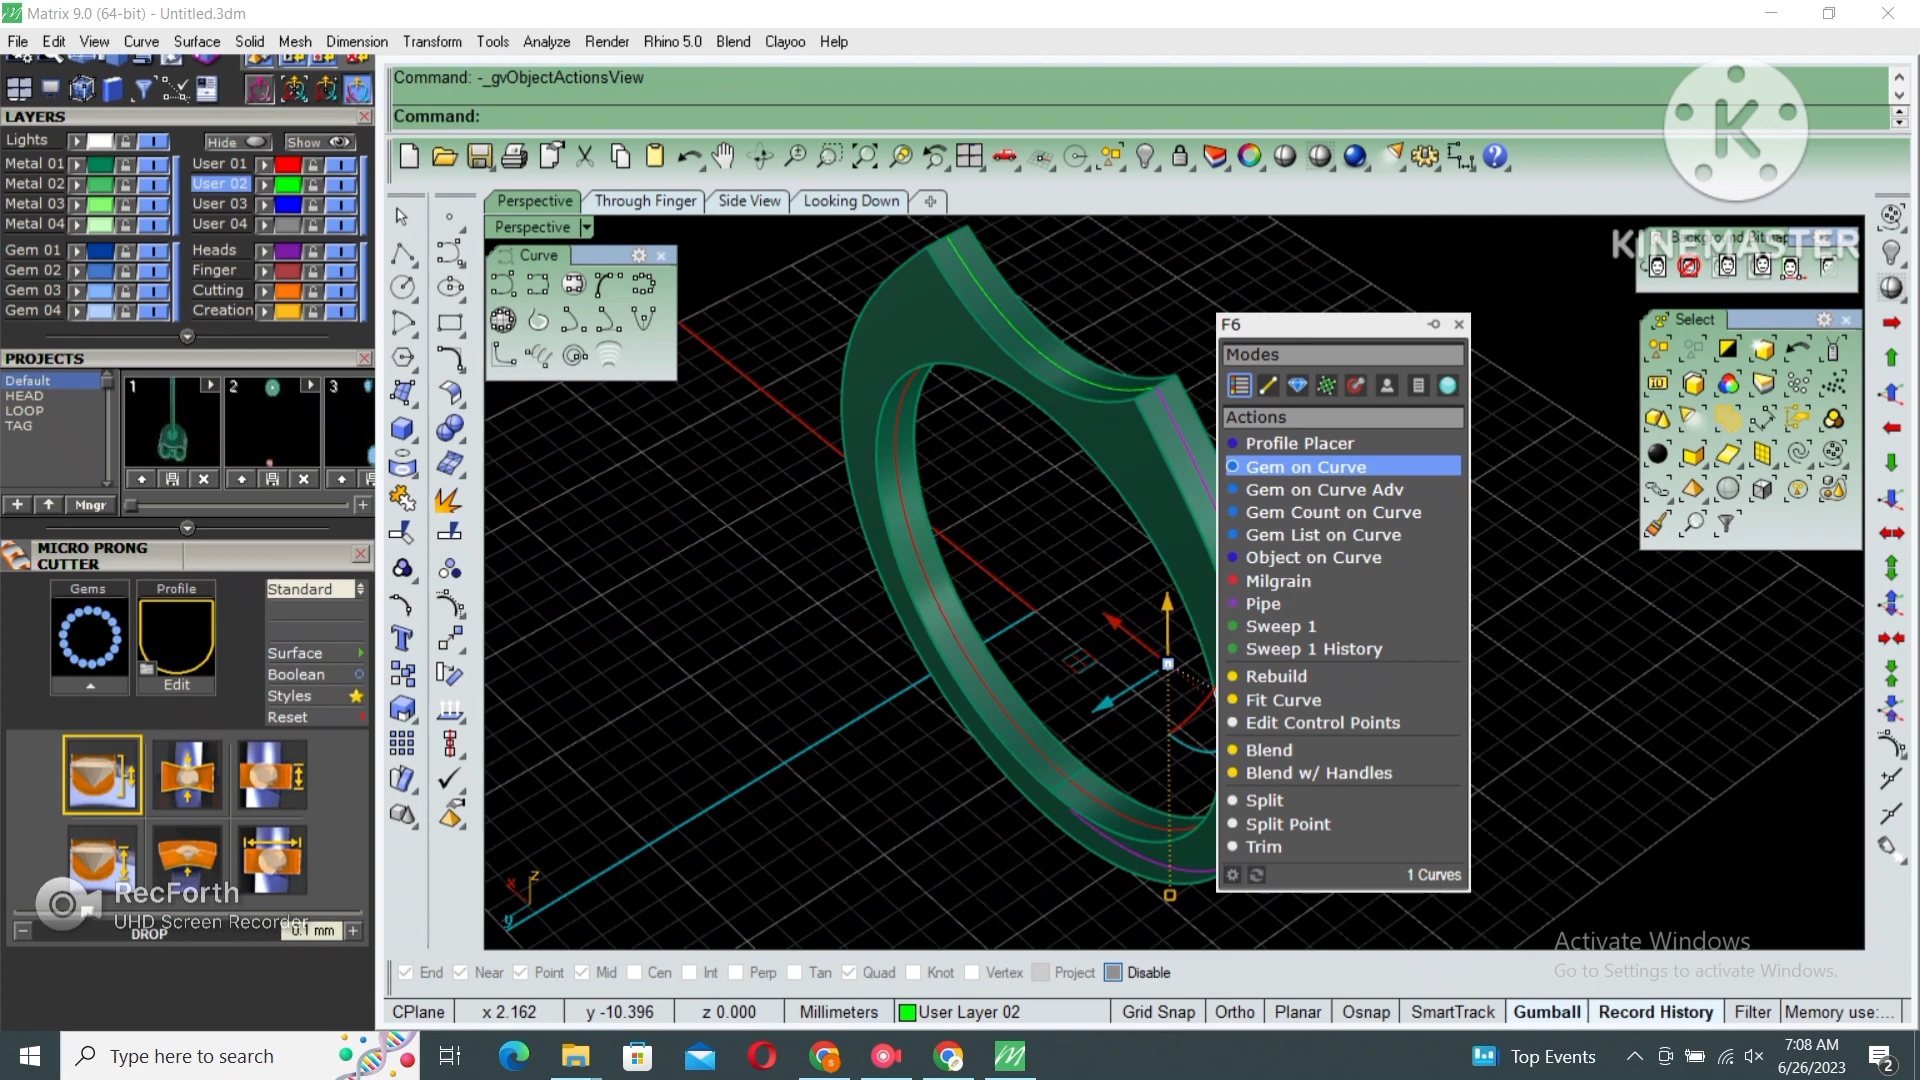 Matrix 9.0 (64-bit) - Untitled.3dm
File Edit View Curve Surface Solid Mesh Dimension Transform Tools Analyze Render Rhino 5.0 Blend Clayoo Help
Command: -_gvObjectActionsView
Command:
K
LAYERS
Lights Hide Show
Metal 01 User 01
Metal 02 User 02
Metal 03 User 03
Metal 04 User 04
Gem 01 Heads
Gem 02 Finger
Gem 03 Cutting
Gem 04 Creation
PROJECTS
Default
HEAD
LOOP
TAG
1 2 3
Mngr
MICRO PRONG
CUTTER
Gems Profile Standard
Surface
Boolean
Edit
Styles
Reset
RecForth
UHD Screen Recorder
DROP 0.1 mm
Perspective Through Finger Side View Looking Down
Perspective
Curve
KINEMASTER
Background Bitmap
Select
F6
Modes
Actions
Profile Placer
Gem on Curve
Gem on Curve Adv
Gem Count on Curve
Gem List on Curve
Object on Curve
Milgrain
Pipe
Sweep 1
Sweep 1 History
Rebuild
Fit Curve
Edit Control Points
Blend
Blend w/ Handles
Split
Split Point
Trim
1 Curves
x z
y
Activate Windows
Go to Settings to activate Windows.
End Near Point Mid Cen Int Perp Tan Quad Knot Vertex Project Disable
CPlane x 2.162 y -10.396 z 0.000 Millimeters User Layer 02 Grid Snap Ortho Planar Osnap SmartTrack Gumball Record History Filter Memory use:...
Type here to search
Top Events
7:08 AM
6/26/2023
2